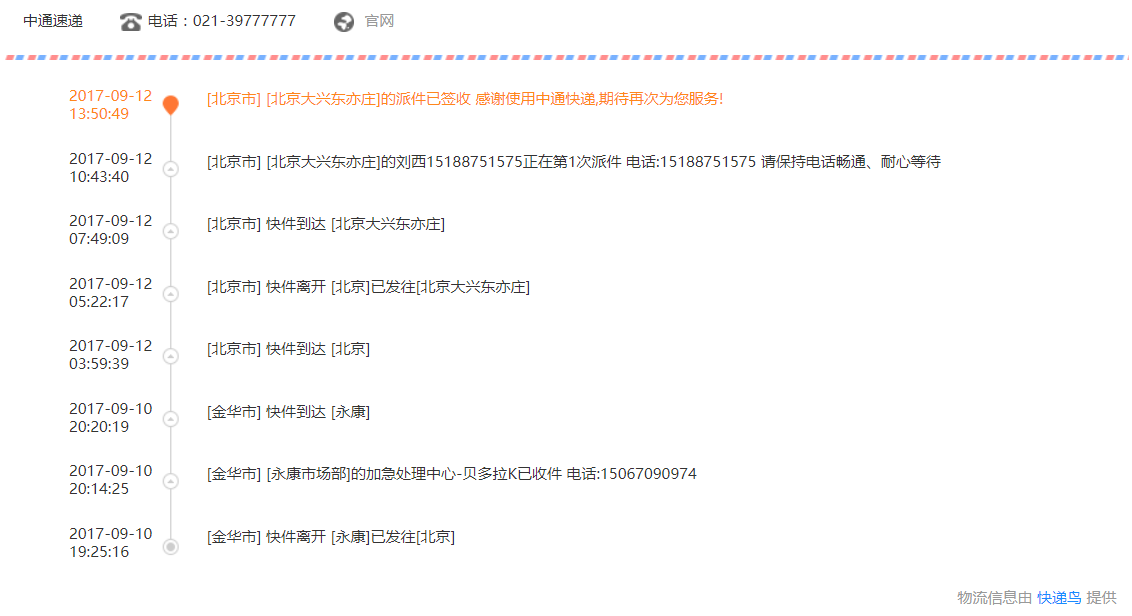 中通速递 电话：021-39777777 官网
2017-09-12 [北京市] [北京大兴东亦庄]的派件已签收 感谢使用中通快递,期待再次为您服务!
13:50:49
2017-09-12 [北京市] [北京大兴东亦庄]的刘西15188751575正在第1次派件 电话:15188751575 请保持电话畅通、耐心等待
10:43:40
2017-09-12 [北京市] 快件到达 [北京大兴东亦庄]
07:49:09
2017-09-12 [北京市] 快件离开 [北京]已发往[北京大兴东亦庄]
05:22:17
2017-09-12 [北京市] 快件到达 [北京]
03:59:39
2017-09-10 [金华市] 快件到达 [永康]
20:20:19
2017-09-10 [金华市] [永康市场部]的加急处理中心-贝多拉K已收件 电话:15067090974
20:14:25
2017-09-10 [金华市] 快件离开 [永康]已发往[北京]
19:25:16
物流信息由 快递鸟 提供